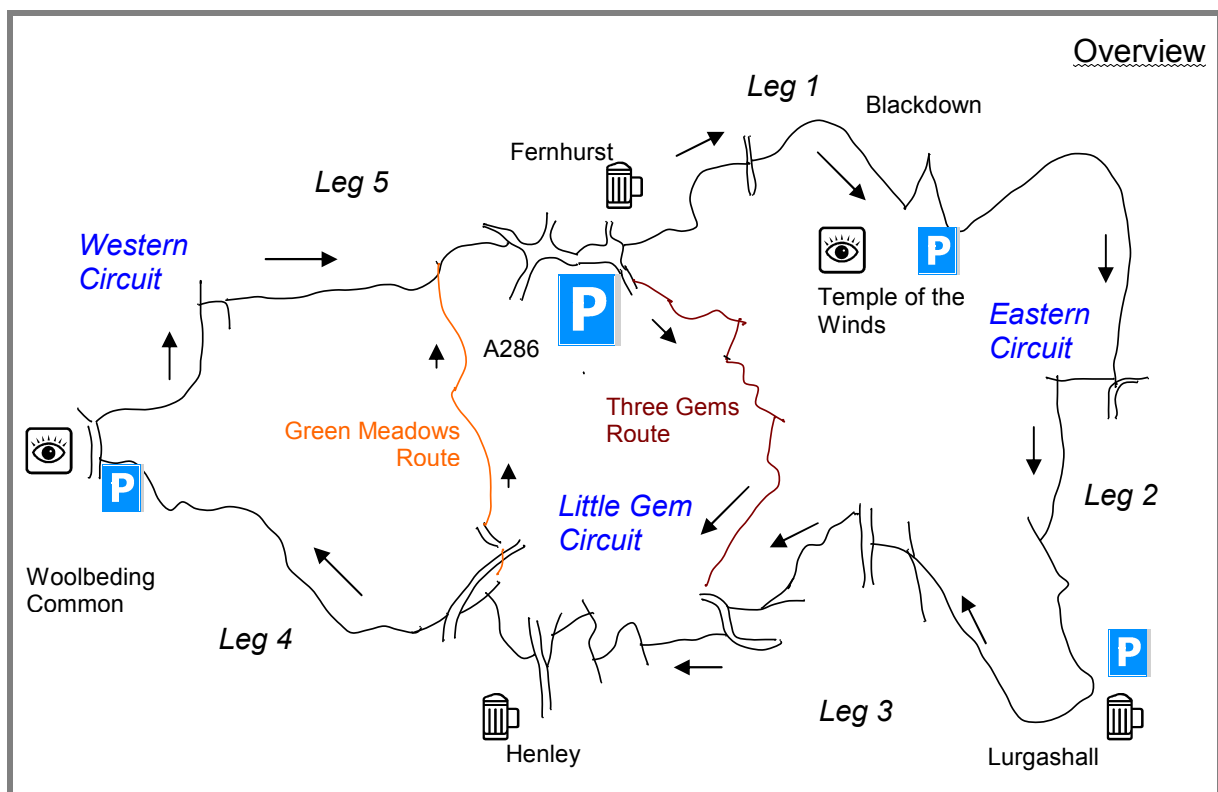 Overview
Leg 1
Blackdown
Fernhurst
Leg 5
Western
Circuit
P
P
Temple of the
Winds
Eastern
Circuit
A286
Three Gems
Route
Green Meadows
Route
P
Little Gem
Circuit
Leg 2
Woolbeding
Common
Leg 4
P
Leg 3
Henley
Lurgashall